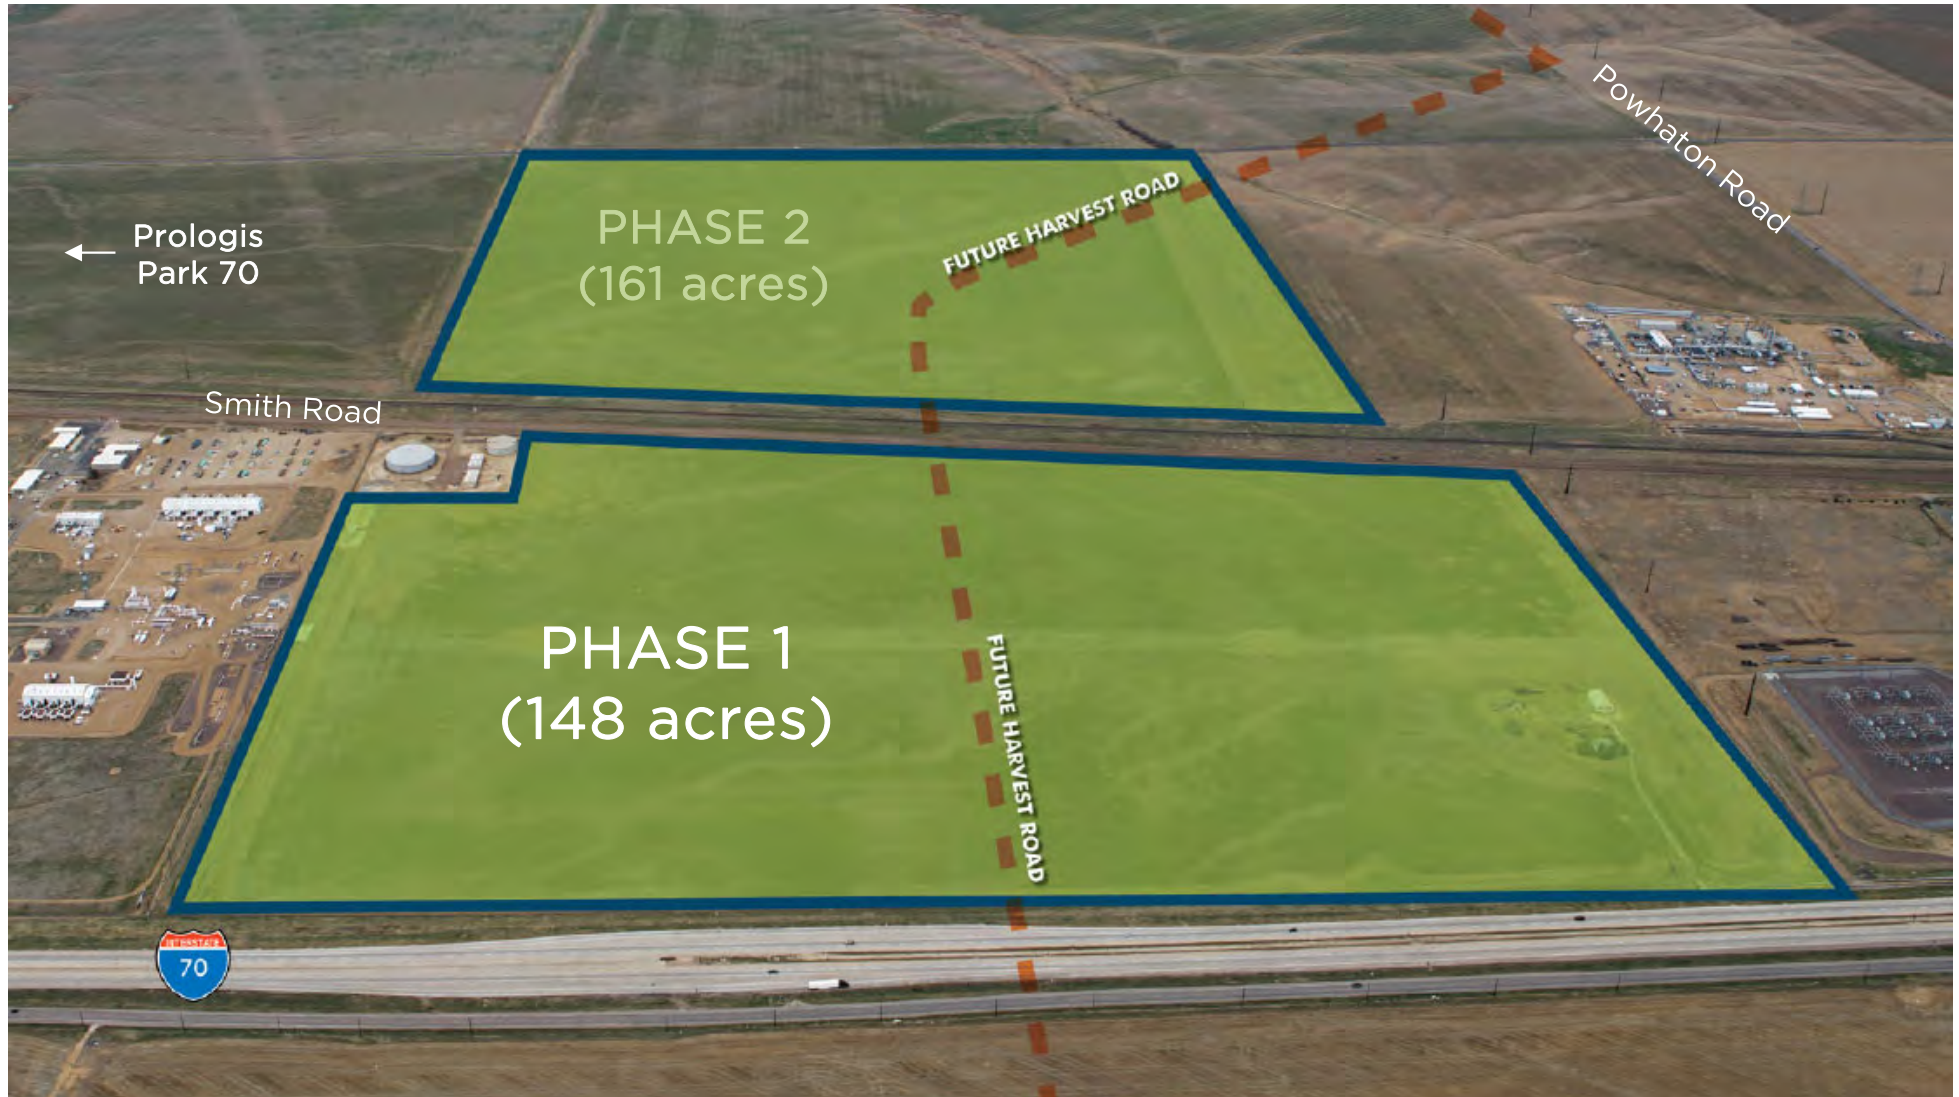 Powhaton Road
FUTURE HARVEST ROAD
PHASE 2
(161 acres)
Prologis
Park 70
Smith Road
PHASE 1
(148 acres)
FUTURE HARVEST ROAD
INTERSTATE
70